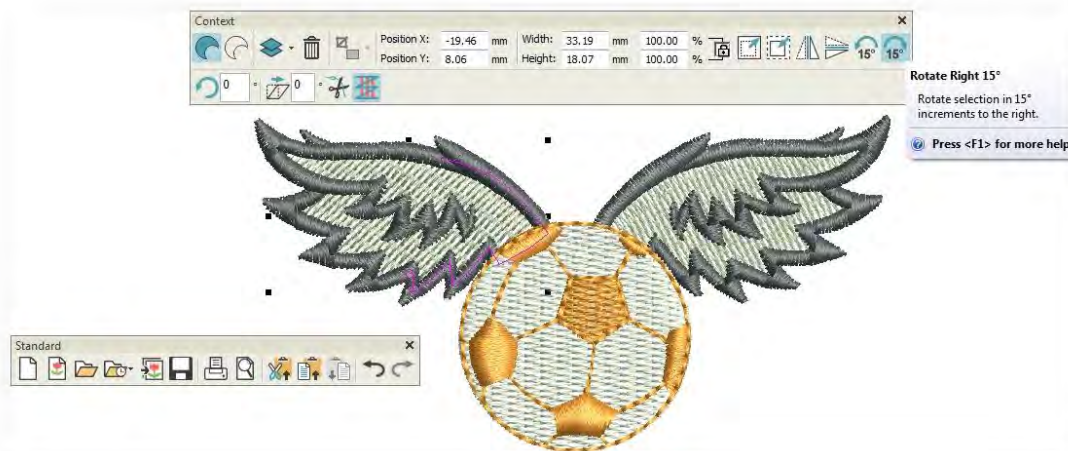 Context
Position X: -19.46 mm Width: 33.19 mm 100.00 %
Position Y: 8.06 mm Height: 18.07 mm 100.00 %
15° 15°
0 ° 0 °
Rotate Right 15°
Rotate selection in 15°
increments to the right.
Press <F1> for more help
Standard